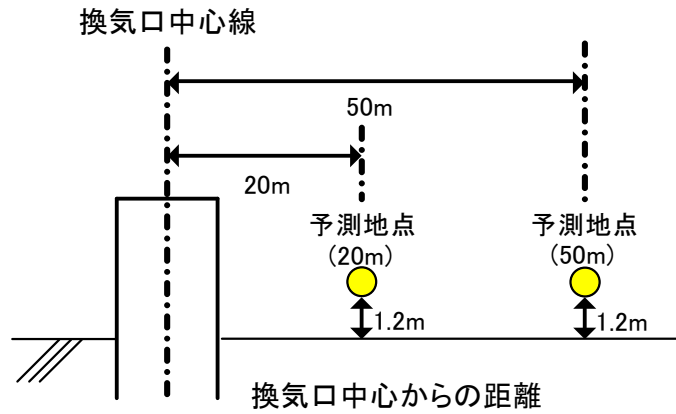 換気口中心線
50m
20m
予測地点
(20m)
予測地点
(50m)
1.2m
1.2m
換気口中心からの距離